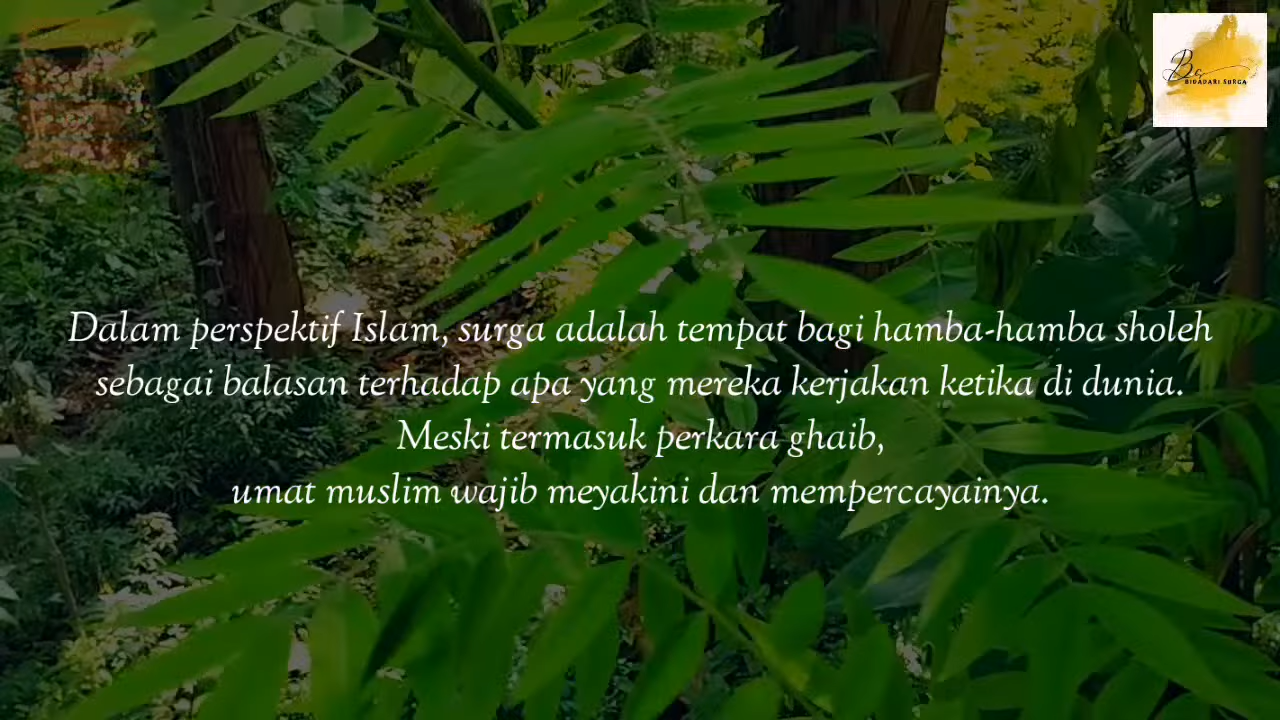 Bs
BIDADARI SURGA
Dalam perspektif Islam, surga adalah tempat bagi hamba-hamba sholeh
sebagai balasan terhadap apa yang mereka kerjakan ketika di dunia.
Meski termasuk perkara ghaib,
umat muslim wajib meyakini dan mempercayainya.